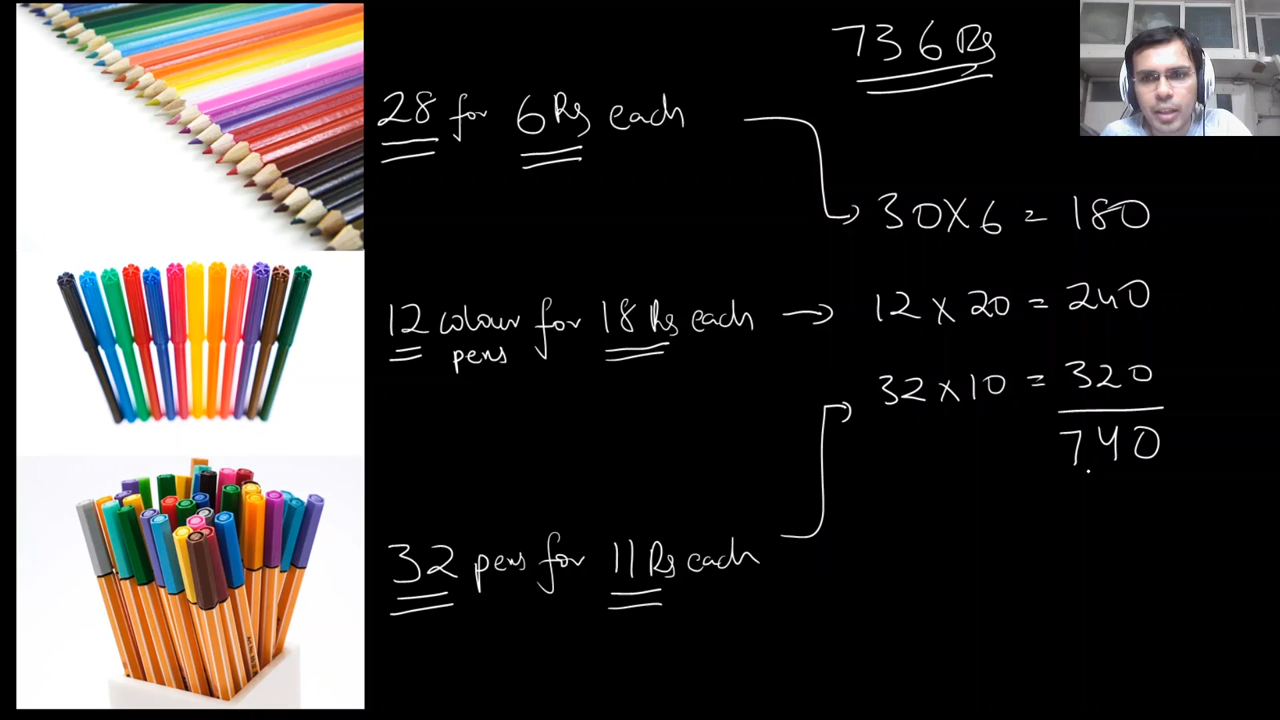 736 Rs
28 for 6 Rs each
30 X 6 = 180
12 colour pens for 18 Rs each
12 x 20 = 240
32 x 10 = 320
740
32 pens for 11 Rs each